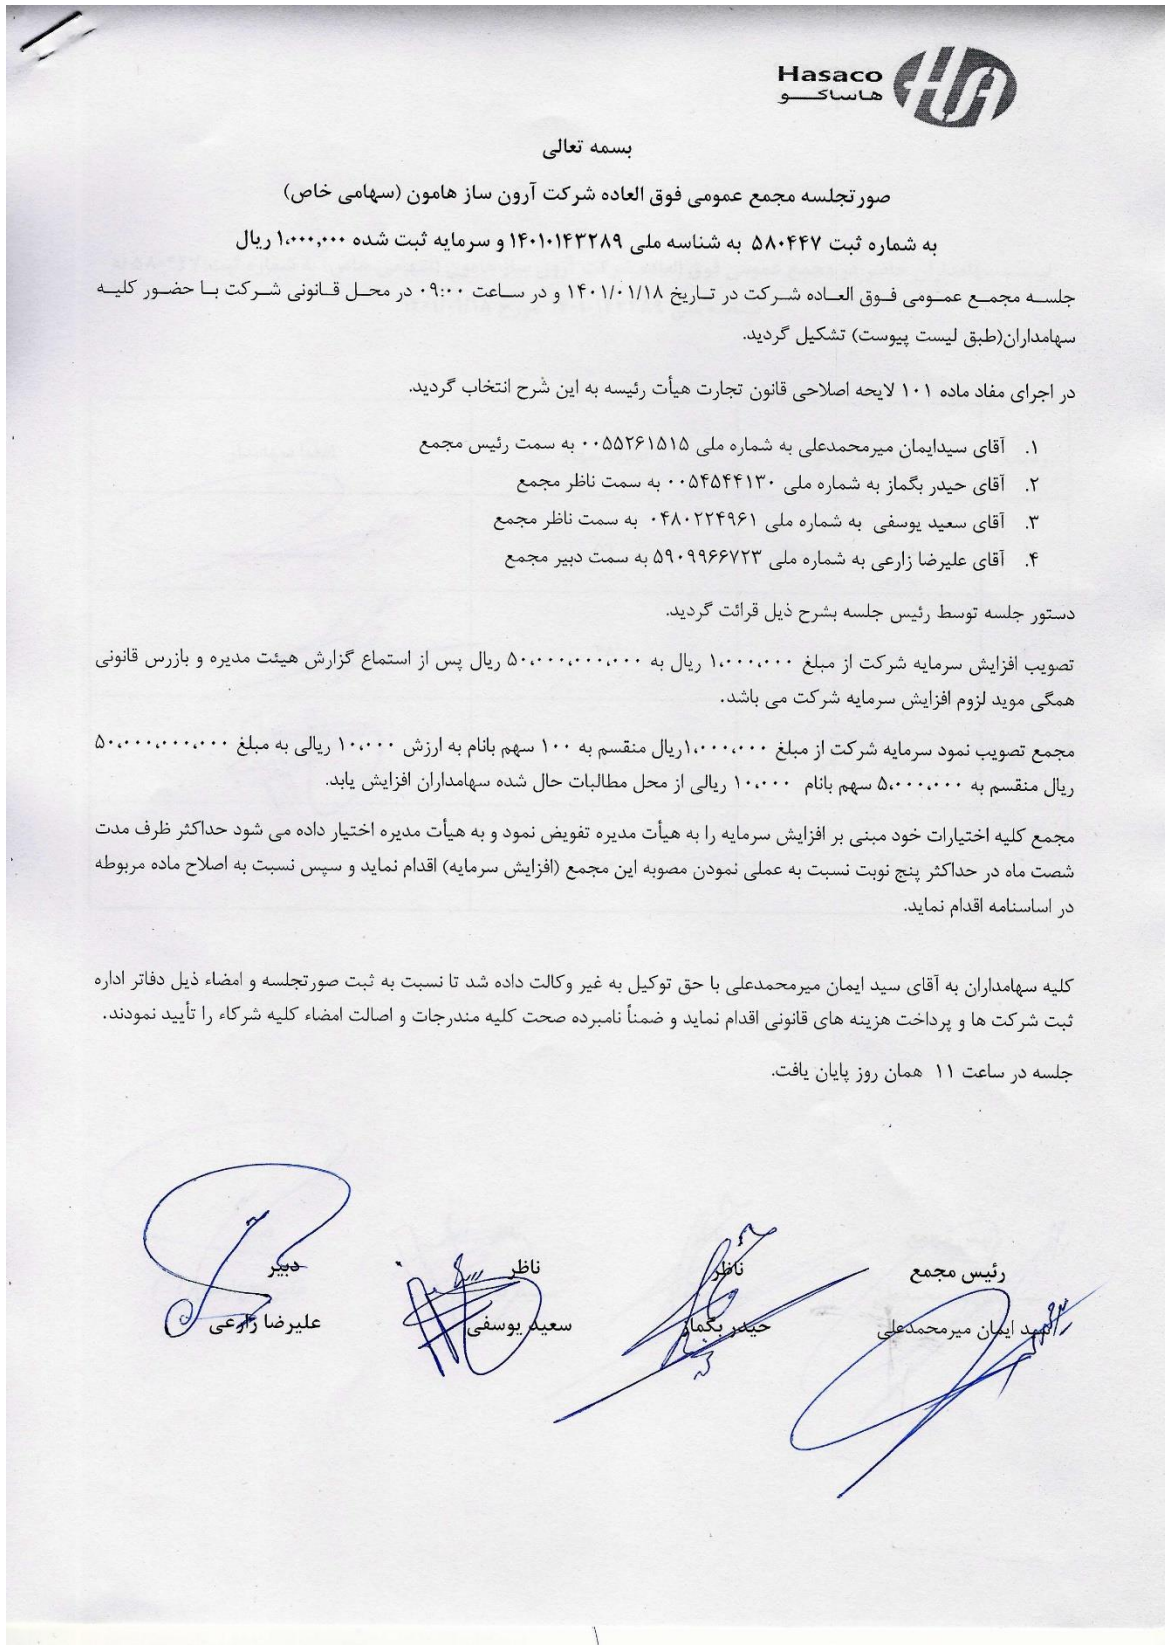 Hasaco
هاساکو
بسمه تعالی
صورتجلسه مجمع عمومی فوق العاده شرکت آرون ساز هامون (سهامی خاص)
به شماره ثبت ۵۸۰۴۴۷ به شناسه ملی ۱۴۰۱۰۱۴۳۲۸۹ و سرمایه ثبت شده ۱،۰۰۰,۰۰۰ ریال
جلسه مجمع عمومی فوق العاده شرکت در تاریخ ۱۴۰۱/۰۱/۱۸ و در ساعت ۰۹:۰۰ در محل قانونی شرکت با حضور کلیه
سهامداران(طبق لیست پیوست) تشکیل گردید.
در اجرای مفاد ماده ۱۰۱ لایحه اصلاحی قانون تجارت هیأت رئیسه به این شرح انتخاب گردید.
۱. آقای سیدایمان میرمحمدعلی به شماره ملی ۰۰۵۵۲۶۱۵۱۵ به سمت رئیس مجمع
۲. آقای حیدر بگماز به شماره ملی ۰۰۵۴۵۴۴۱۳۰ به سمت ناظر مجمع
۳. آقای سعید یوسفی به شماره ملی ۰۴۸۰۲۲۴۹۶۱ به سمت ناظر مجمع
۴. آقای علیرضا زارعی به شماره ملی ۵۹۰۹۹۶۶۷۲۳ به سمت دبیر مجمع
دستور جلسه توسط رئیس جلسه بشرح ذیل قرائت گردید.
تصویب افزایش سرمایه شرکت از مبلغ ۱،۰۰۰،۰۰۰ ریال به ۵۰،۰۰۰،۰۰۰,۰۰۰ ریال پس از استماع گزارش هیئت مدیره و بازرس قانونی
همگی موید لزوم افزایش سرمایه شرکت می باشد.
مجمع تصویب نمود سرمایه شرکت از مبلغ ۱،۰۰۰،۰۰۰ریال منقسم به ۱۰۰ سهم بانام به ارزش ۱۰،۰۰۰ ریالی به مبلغ ۵۰،۰۰۰,۰۰۰,۰۰۰
ریال منقسم به ۵،۰۰۰،۰۰۰ سهم بانام ۱۰،۰۰۰ ریالی از محل مطالبات حال شده سهامداران افزایش یابد.
مجمع کلیه اختیارات خود مبنی بر افزایش سرمایه را به هیأت مدیره تفویض نمود و به هیأت مدیره اختیار داده می شود حداکثر ظرف مدت
شصت ماه در حداکثر پنج نوبت نسبت به عملی نمودن مصوبه این مجمع (افزایش سرمایه) اقدام نماید و سپس نسبت به اصلاح ماده مربوطه
در اساسنامه اقدام نماید.
کلیه سهامداران به آقای سید ایمان میرمحمدعلی با حق توکیل به غیر وکالت داده شد تا نسبت به ثبت صورتجلسه و امضاء ذیل دفاتر اداره
ثبت شرکت ها و پرداخت هزینه های قانونی اقدام نماید و ضمناً نامبرده صحت کلیه مندرجات و اصالت امضاء کلیه شرکاء را تأیید نمودند.
جلسه در ساعت ۱۱ همان روز پایان یافت.
رئیس مجمع ناظر ناظر دبیر
سید ایمان میرمحمدعلی حیدر بگماز سعید یوسفی علیرضا زارعی